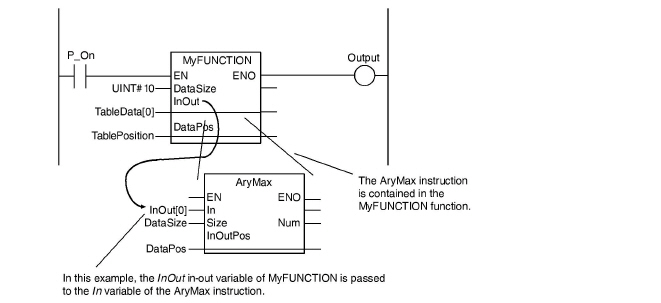 P_On
Output
MyFUNCTION
EN ENO
UINT#10 DataSize
InOut
TableData[0]
DataPos
TablePosition
AryMax
EN ENO
InOut[0] In
DataSize Size Num
InOutPos
DataPos
The AryMax instruction
is contained in the
MyFUNCTION function.
In this example, the InOut in-out variable of MyFUNCTION is passed
to the In variable of the AryMax instruction.